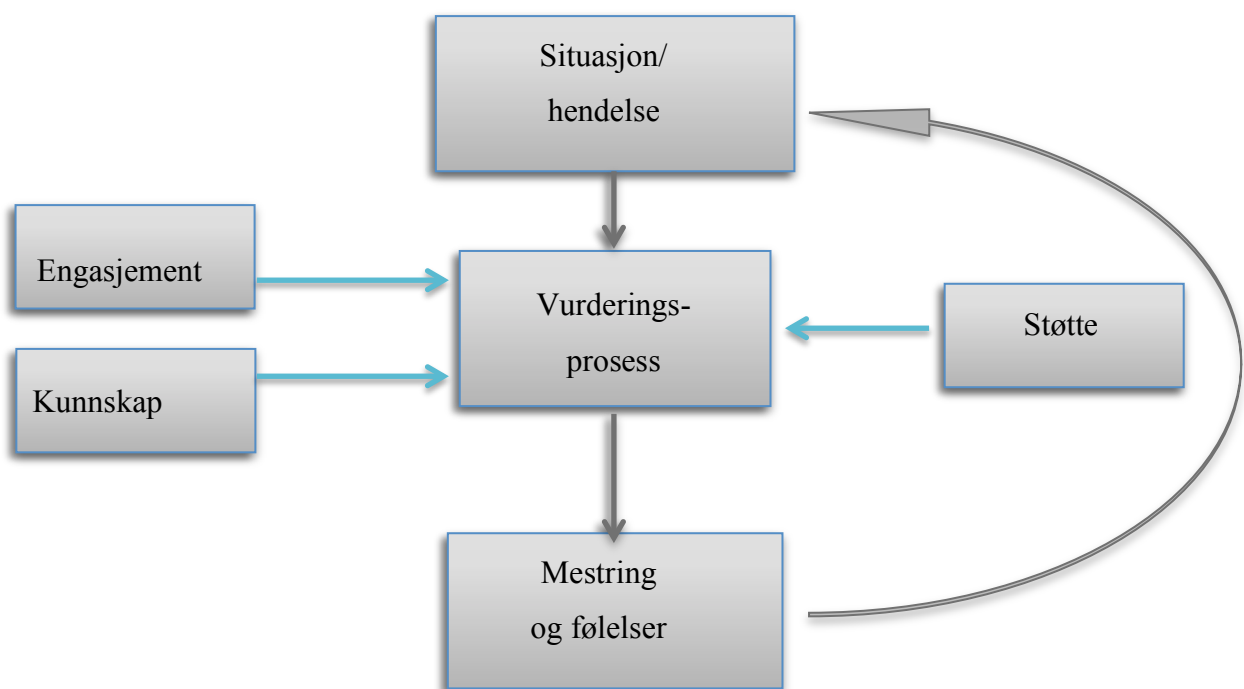 Situasjon/
hendelse
Engasjement
Vurderings-
prosess
Støtte
Kunnskap
Mestring
og følelser